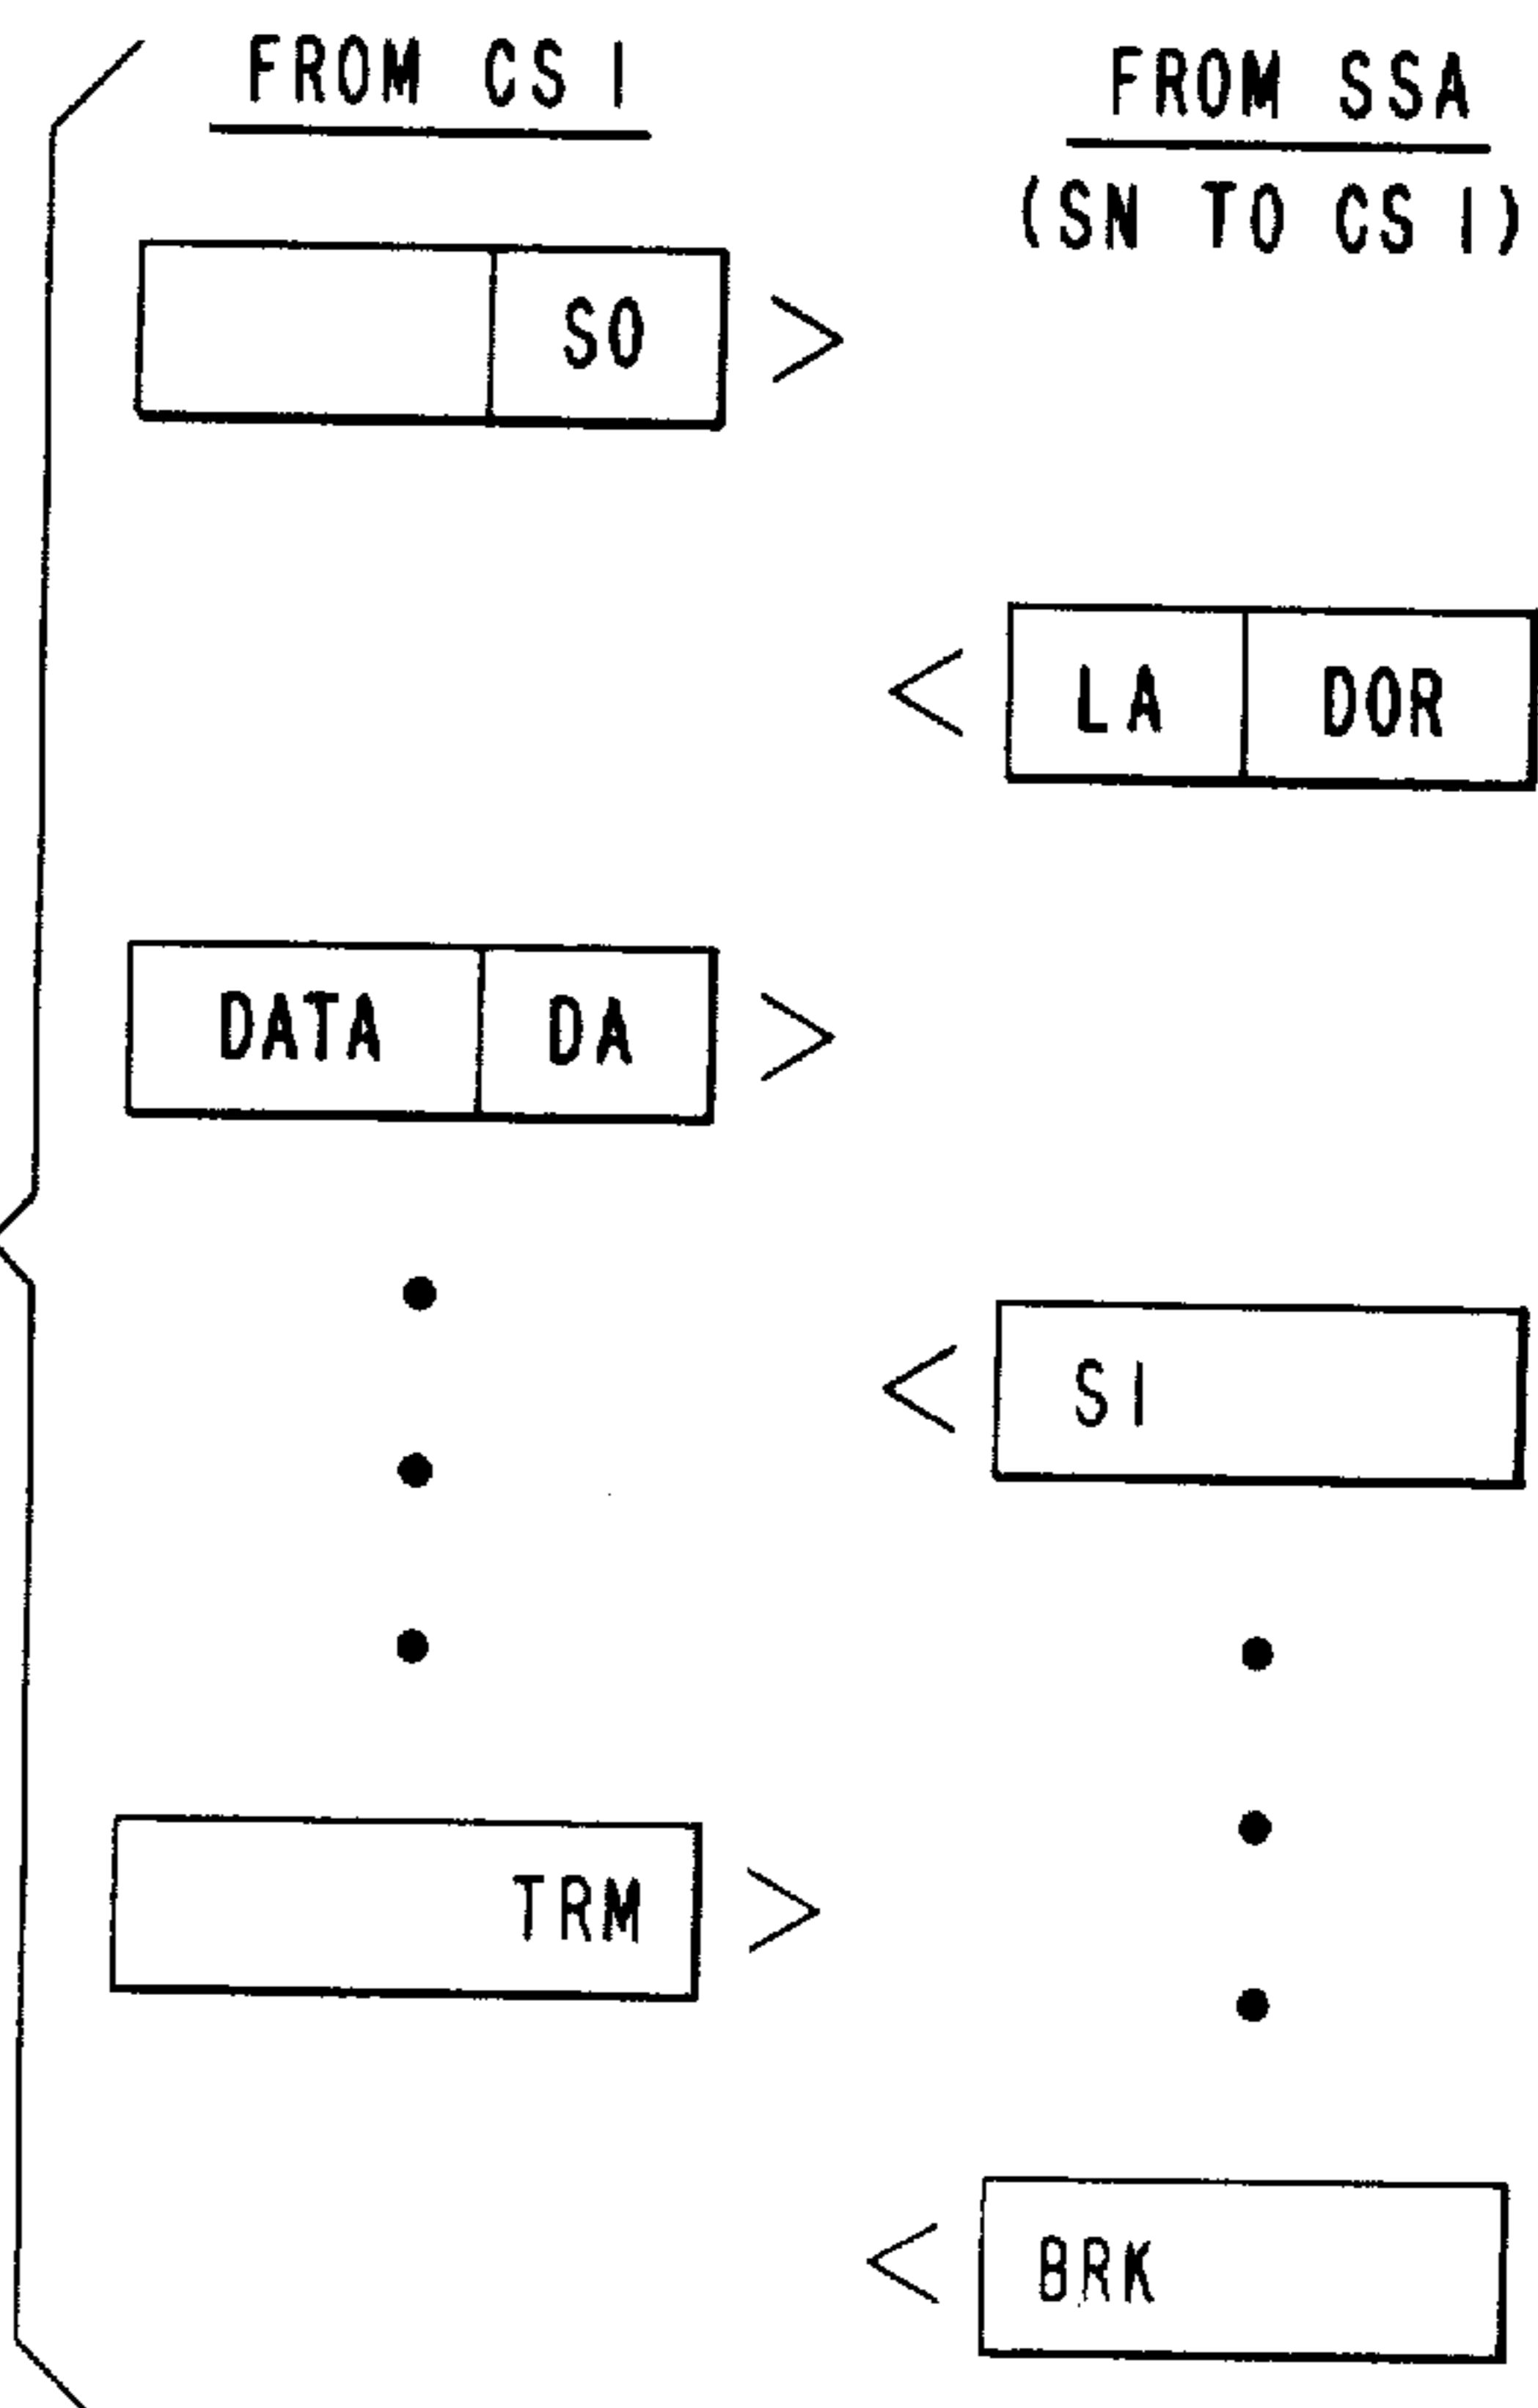 FROM CS I
FROM SSA
(SN TO CS I)
SO
LA DOR
DATA DA
SI
TRM
BRK